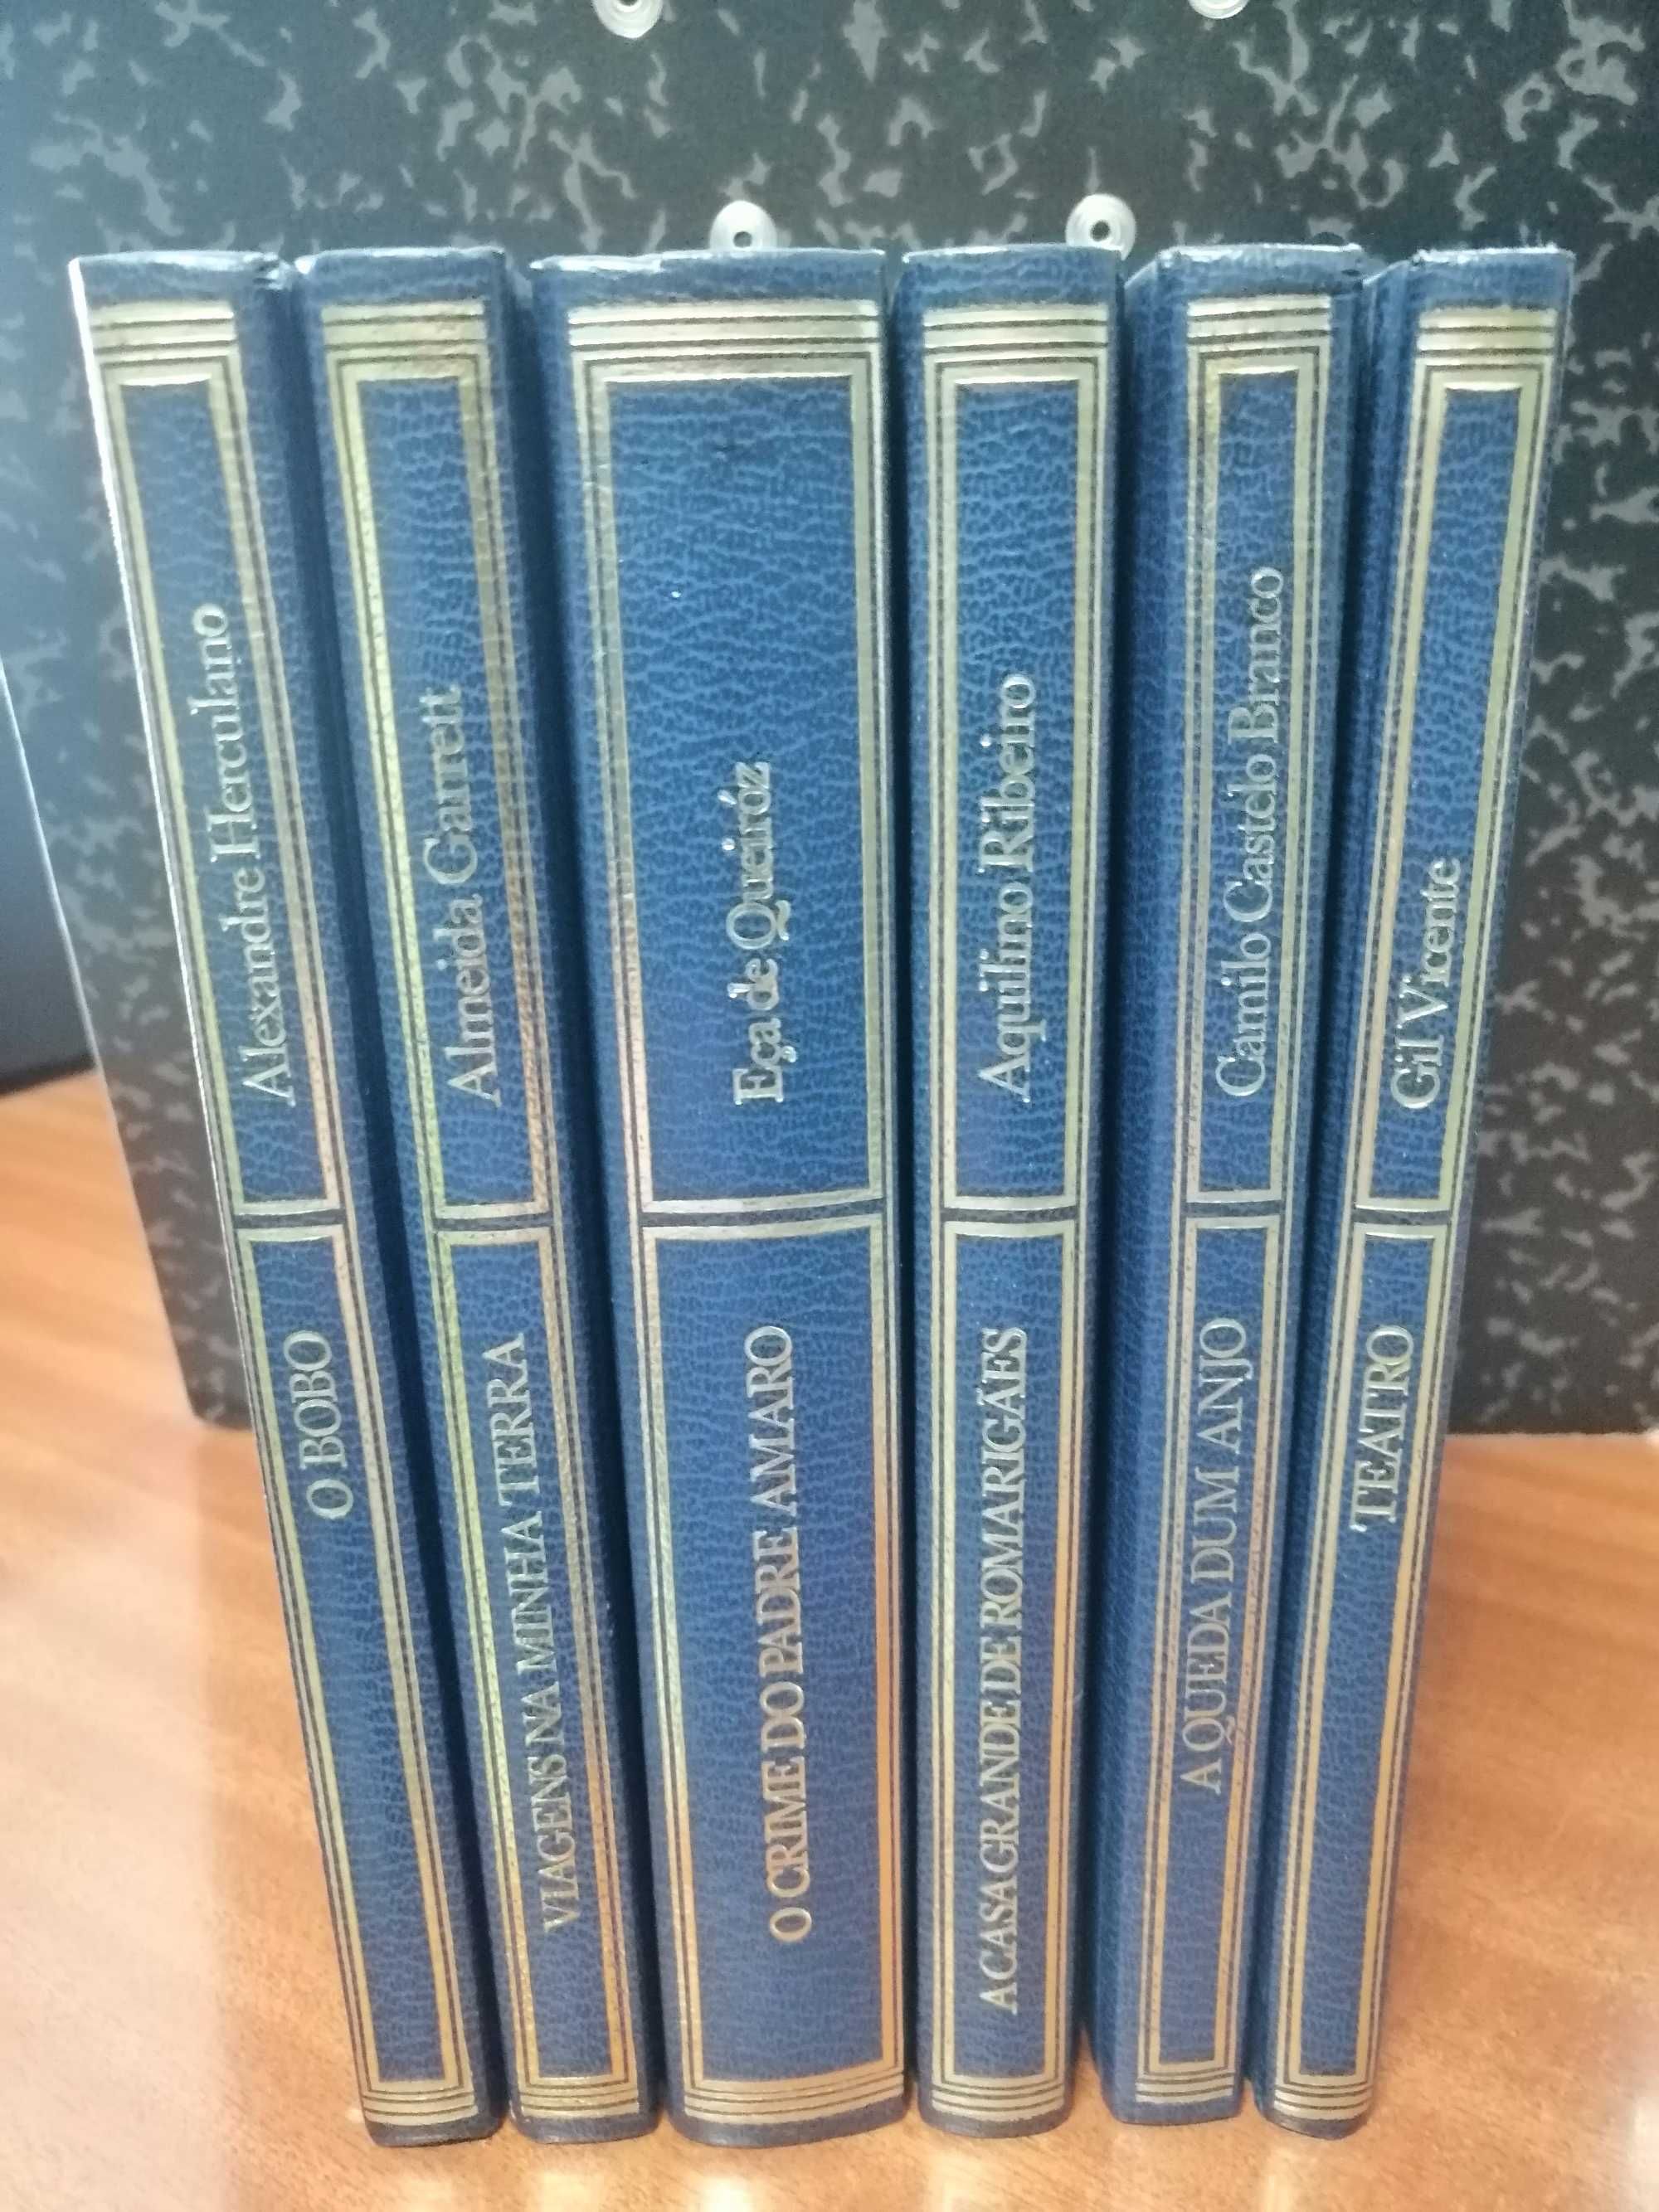 Alexandre Herculano
O BOBO
Almeida Garrett
VIAGENS NA MINHA TERRA
Eça de Queiróz
O CRIME DO PADRE AMARO
Aquilino Ribeiro
A CASA GRANDE DE ROMARIGÃES
Camilo Castelo Branco
A QUEDA DUM ANJO
Gil Vicente
TEATRO